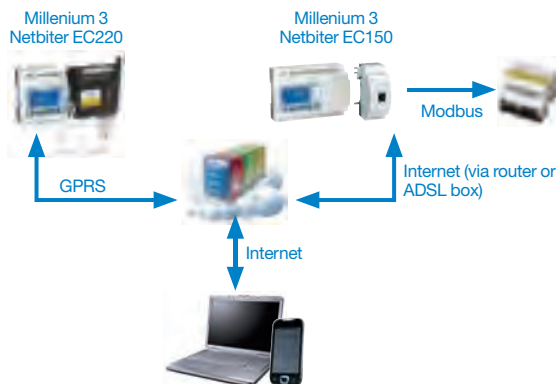 Millenium 3
Netbiter EC220
Millenium 3
Netbiter EC150
Modbus
GPRS
Internet (via router or
ADSL box)
Internet